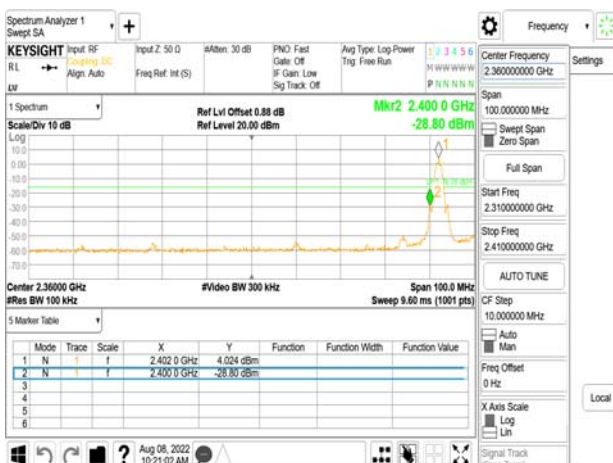 Spectrum Analyzer 1
Swept SA
Frequency
KEYSIGHT Input: RF
RL
Coupling: DC
Align: Auto
Input Z: 50 Ω
Freq Ref: Int (S)
#Atten: 30 dB
PNO: Fast
Gate: Off
IF Gain: Low
Sig Track: Off
Avg Type: Log-Power
Trig: Free Run
1 2 3 4 5 6
M W W W W W
P N N N N N
Settings
Center Frequency
2.360000000 GHz
Span
100.000000 MHz
Swept Span
Zero Span
Full Span
Start Freq
2.310000000 GHz
Stop Freq
2.410000000 GHz
AUTO TUNE
CF Step
10.000000 MHz
Auto
Man
Freq Offset
0 Hz
X Axis Scale
Log
Lin
Signal Track
Local
1 Spectrum
Scale/Div 10 dB
Ref Lvl Offset 0.88 dB
Ref Level 20.00 dBm
Mkr2 2.400 0 GHz
-28.80 dBm
Log
10.0
0.00
-10.0
-20.0
-30.0
-40.0
-50.0
-60.0
-70.0
1
2
Center 2.36000 GHz
#Res BW 100 kHz
#Video BW 300 kHz
Span 100.0 MHz
Sweep 9.60 ms (1001 pts)
5 Marker Table
Mode Trace Scale X Y Function Function Width Function Value
1 N 1 f 2.402 0 GHz 4.024 dBm
2 N 1 f 2.400 0 GHz -28.80 dBm
3
4
5
6
Aug 08, 2022
10:21:02 AM